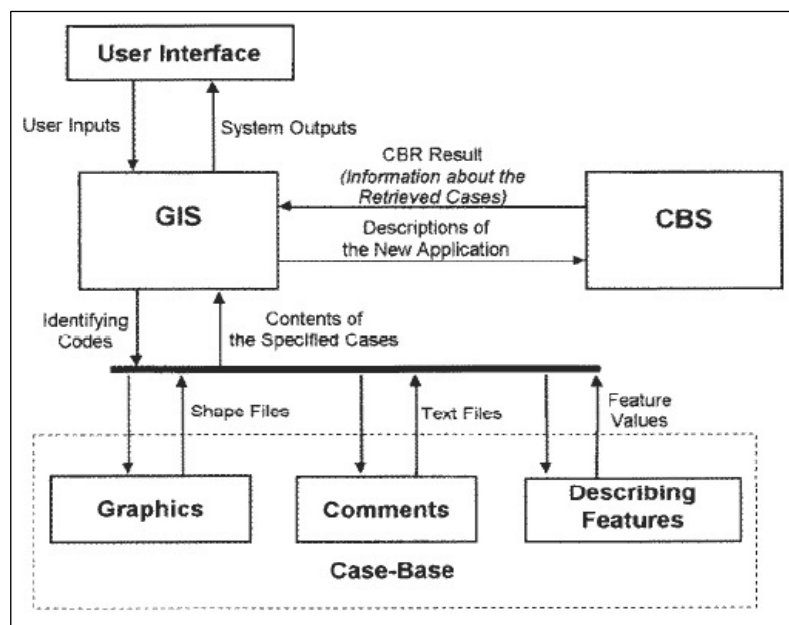 User Interface
User Inputs
System Outputs
CBR Result
(Information about the
Retrieved Cases)
GIS
CBS
Descriptions of
the New Application
Identifying
Codes
Contents of
the Specified Cases
Shape Files
Text Files
Feature
Values
Graphics
Comments
Describing
Features
Case-Base